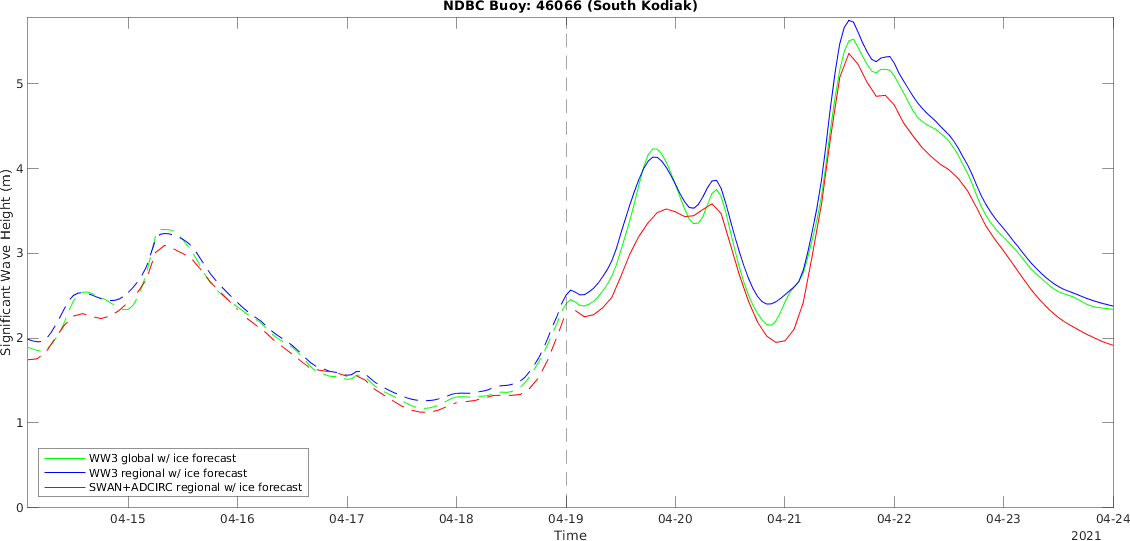 NDBC Buoy: 46066 (South Kodiak)
Significant Wave Height (m)
5
4
3
2
1
0
WW3 global w/ ice forecast
WW3 regional w/ ice forecast
SWAN+ADCIRC regional w/ ice forecast
04-15 04-16 04-17 04-18 04-19 04-20 04-21 04-22 04-23 04-24
Time
2021